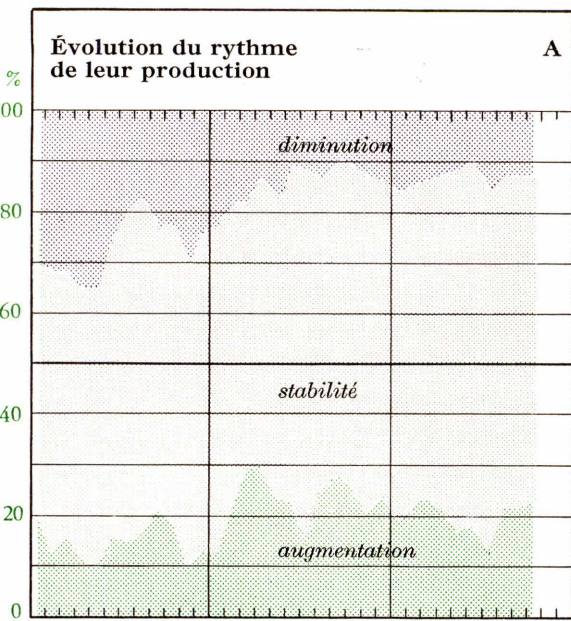 Évolution du rythme A
de leur production
%
00
80
60
40
20
0
diminution
stabilité
augmentation